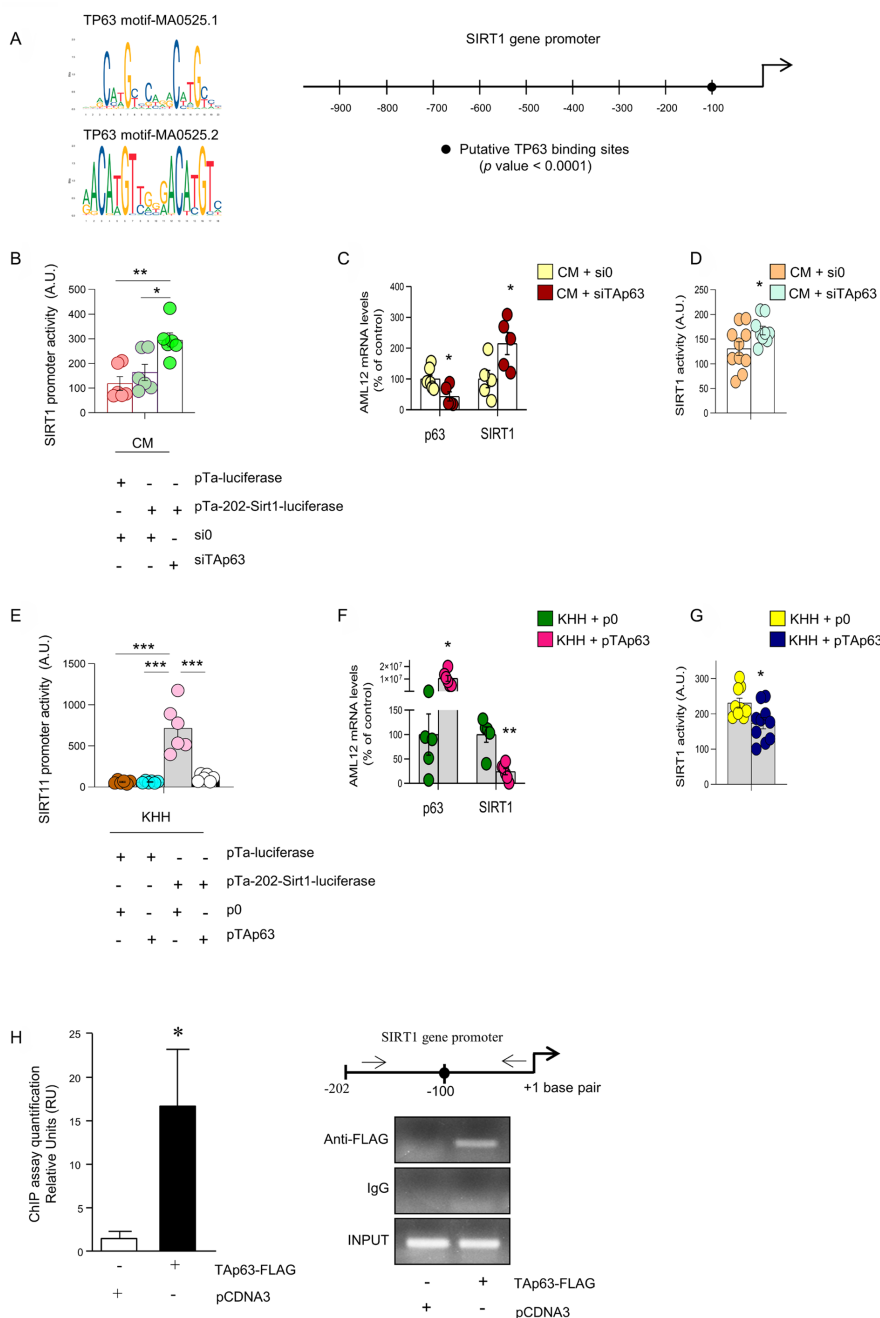 A
TP63 motif-MA0525.1
TP63 motif-MA0525.2
SIRT1 gene promoter
-900 -800 -700 -600 -500 -400 -300 -200 -100
● Putative TP63 binding sites
(p value < 0.0001)
B
SIRT1 promoter activity (A.U.)
500
400
300
200
100
0
**
*
CM
+ - - pTa-luciferase
- + + pTa-202-Sirt1-luciferase
+ + - si0
- - + siTAp63
C
CM + si0
CM + siTAp63
AML12 mRNA levels
(% of control)
400
300
200
100
0
*
*
p63 SIRT1
D
CM + si0
CM + siTAp63
SIRT1 activity (A.U.)
250
200
150
100
50
0
*
E
SIRT11 promoter activity (A.U.)
1500
1000
500
0
***
*** ***
KHH
+ + - - pTa-luciferase
- - + + pTa-202-Sirt1-luciferase
+ - + - p0
- + - + pTAp63
F
KHH + p0
KHH + pTAp63
AML12 mRNA levels
(% of control)
2×10⁷
1×10⁷
150
100
50
0
*
**
p63 SIRT1
G
KHH + p0
KHH + pTAp63
SIRT1 activity (A.U.)
400
300
200
100
0
*
H
ChIP assay quantification
Relative Units (RU)
25
20
15
10
5
0
*
- + TAp63-FLAG
+ - pCDNA3
SIRT1 gene promoter
-202 -100 +1 base pair
Anti-FLAG
IgG
INPUT
- + TAp63-FLAG
+ - pCDNA3